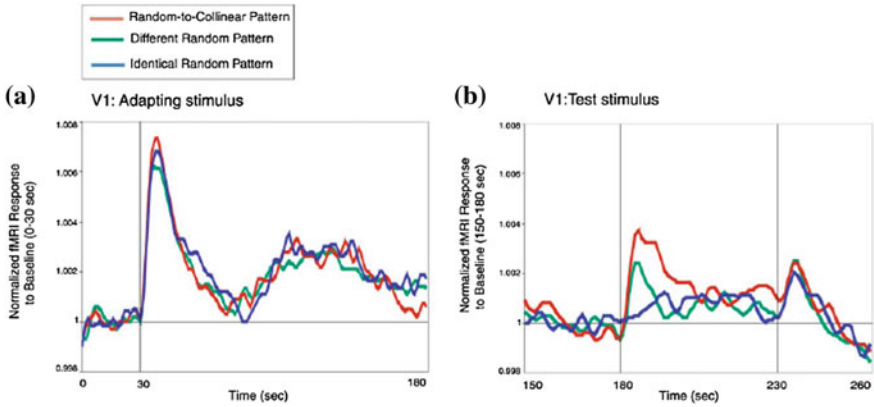 Random-to-Collinear Pattern
Different Random Pattern
Identical Random Pattern
(a)
V1: Adapting stimulus
Normalized fMRI Response
to Baseline (0-30 sec)
1.008
1.006
1.004
1.002
1
0.998
0
30
180
Time (sec)
(b)
V1:Test stimulus
Normalized fMRI Response
to Baseline (150-180 sec)
1.008
1.006
1.004
1.002
1
0.998
150
180
230
260
Time (sec)